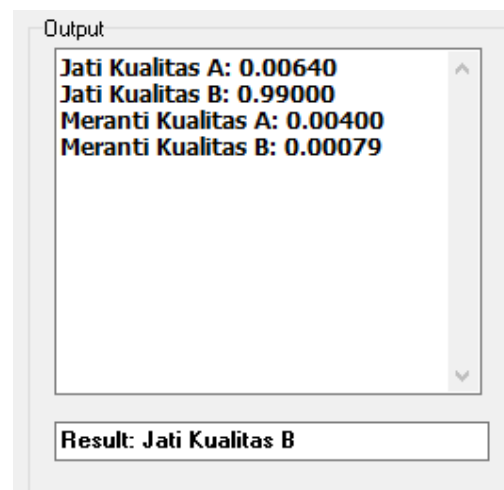 Output
Jati Kualitas A: 0.00640
Jati Kualitas B: 0.99000
Meranti Kualitas A: 0.00400
Meranti Kualitas B: 0.00079
Result: Jati Kualitas B